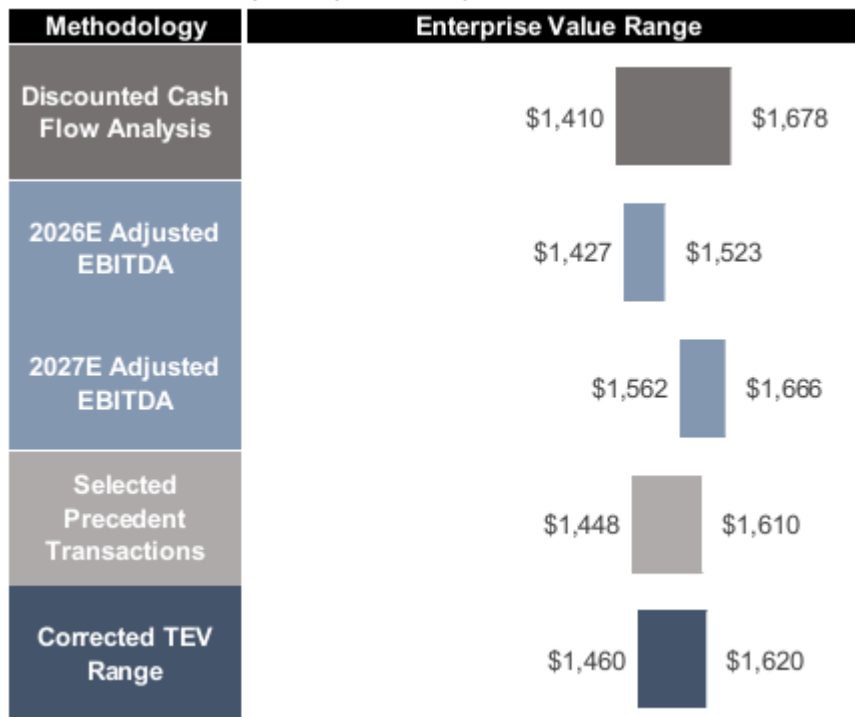 Methodology
Enterprise Value Range
Discounted Cash
Flow Analysis
$1,410
$1,678
2026E Adjusted
EBITDA
$1,427
$1,523
2027E Adjusted
EBITDA
$1,562
$1,666
Selected
Precedent
Transactions
$1,448
$1,610
Corrected TEV
Range
$1,460
$1,620